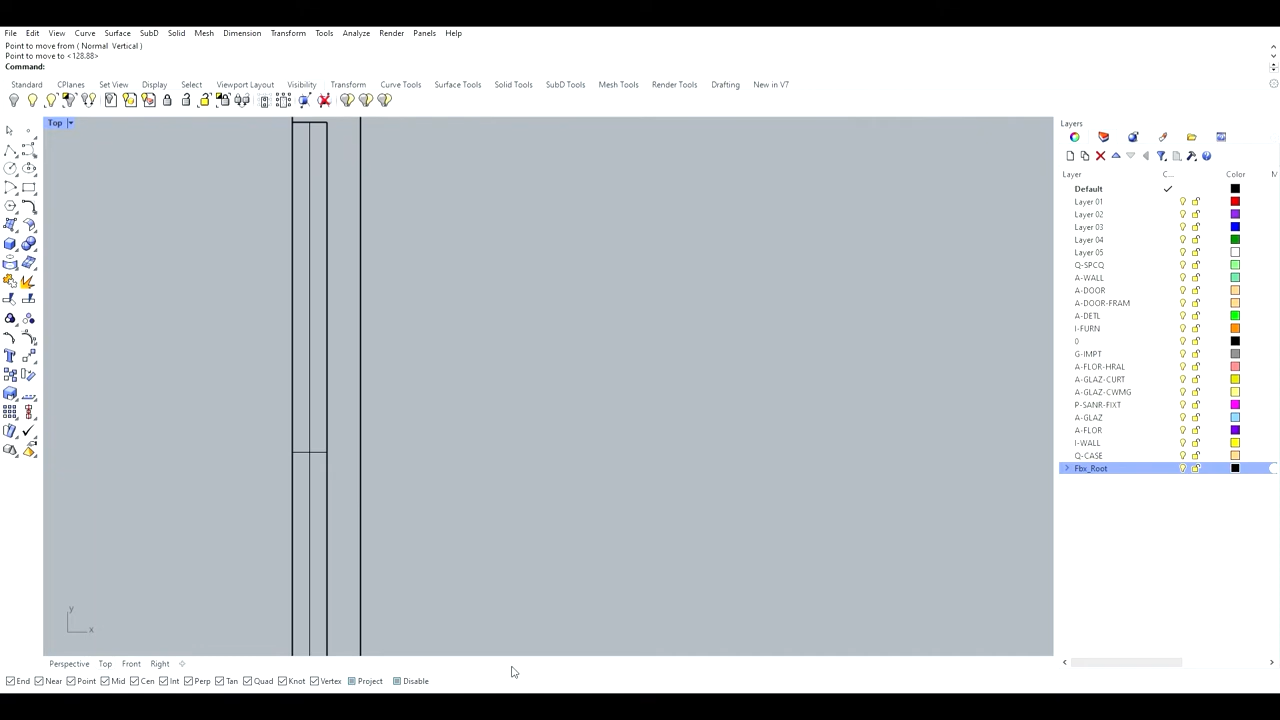 File Edit View Curve Surface SubD Solid Mesh Dimension Transform Tools Analyze Render Panels Help
Point to move from ( Normal Vertical )
Point to move to <128.88>
Command:
Standard CPlanes Set View Display Select Viewport Layout Visibility Transform Curve Tools Surface Tools Solid Tools SubD Tools Mesh Tools Render Tools Drafting New in V7
Top
Layers
Layer C... Color M
Default
Layer 01
Layer 02
Layer 03
Layer 04
Layer 05
Q-SPCQ
A-WALL
A-DOOR
A-DOOR-FRAM
A-DETL
I-FURN
0
G-IMPT
A-FLOR-HRAL
A-GLAZ-CURT
A-GLAZ-CWMG
P-SANR-FIXT
A-GLAZ
A-FLOR
I-WALL
Q-CASE
Fbx_Root
y
x
Perspective Top Front Right
End Near Point Mid Cen Int Perp Tan Quad Knot Vertex Project Disable